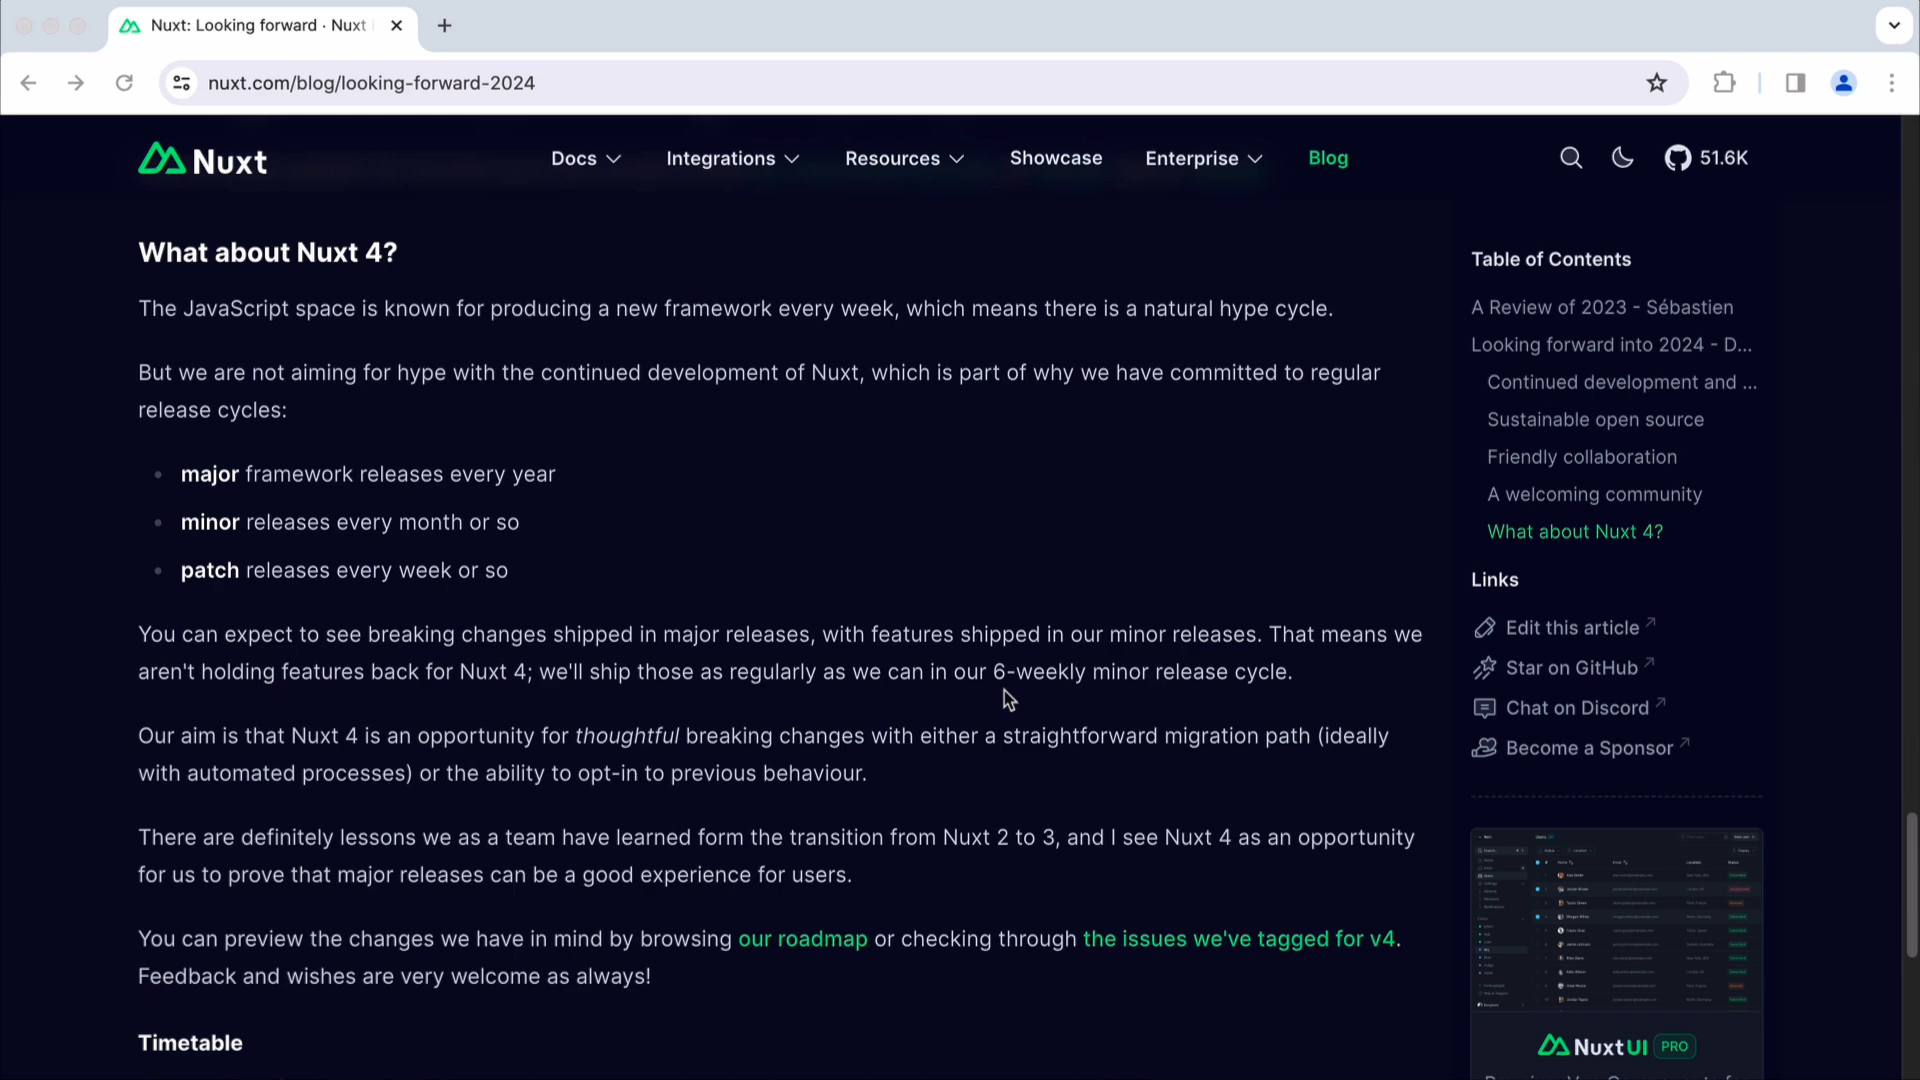 Nuxt: Looking forward · Nuxt
nuxt.com/blog/looking-forward-2024
Nuxt
Docs
Integrations
Resources
Showcase
Enterprise
Blog
51.6K
What about Nuxt 4?
The JavaScript space is known for producing a new framework every week, which means there is a natural hype cycle.
But we are not aiming for hype with the continued development of Nuxt, which is part of why we have committed to regular
release cycles:
major framework releases every year
minor releases every month or so
patch releases every week or so
You can expect to see breaking changes shipped in major releases, with features shipped in our minor releases. That means we
aren't holding features back for Nuxt 4; we'll ship those as regularly as we can in our 6-weekly minor release cycle.
Our aim is that Nuxt 4 is an opportunity for thoughtful breaking changes with either a straightforward migration path (ideally
with automated processes) or the ability to opt-in to previous behaviour.
There are definitely lessons we as a team have learned form the transition from Nuxt 2 to 3, and I see Nuxt 4 as an opportunity
for us to prove that major releases can be a good experience for users.
You can preview the changes we have in mind by browsing our roadmap or checking through the issues we've tagged for v4.
Feedback and wishes are very welcome as always!
Timetable
Table of Contents
A Review of 2023 - Sébastien
Looking forward into 2024 - D...
Continued development and ...
Sustainable open source
Friendly collaboration
A welcoming community
What about Nuxt 4?
Links
Edit this article
Star on GitHub
Chat on Discord
Become a Sponsor
NuxtUI PRO